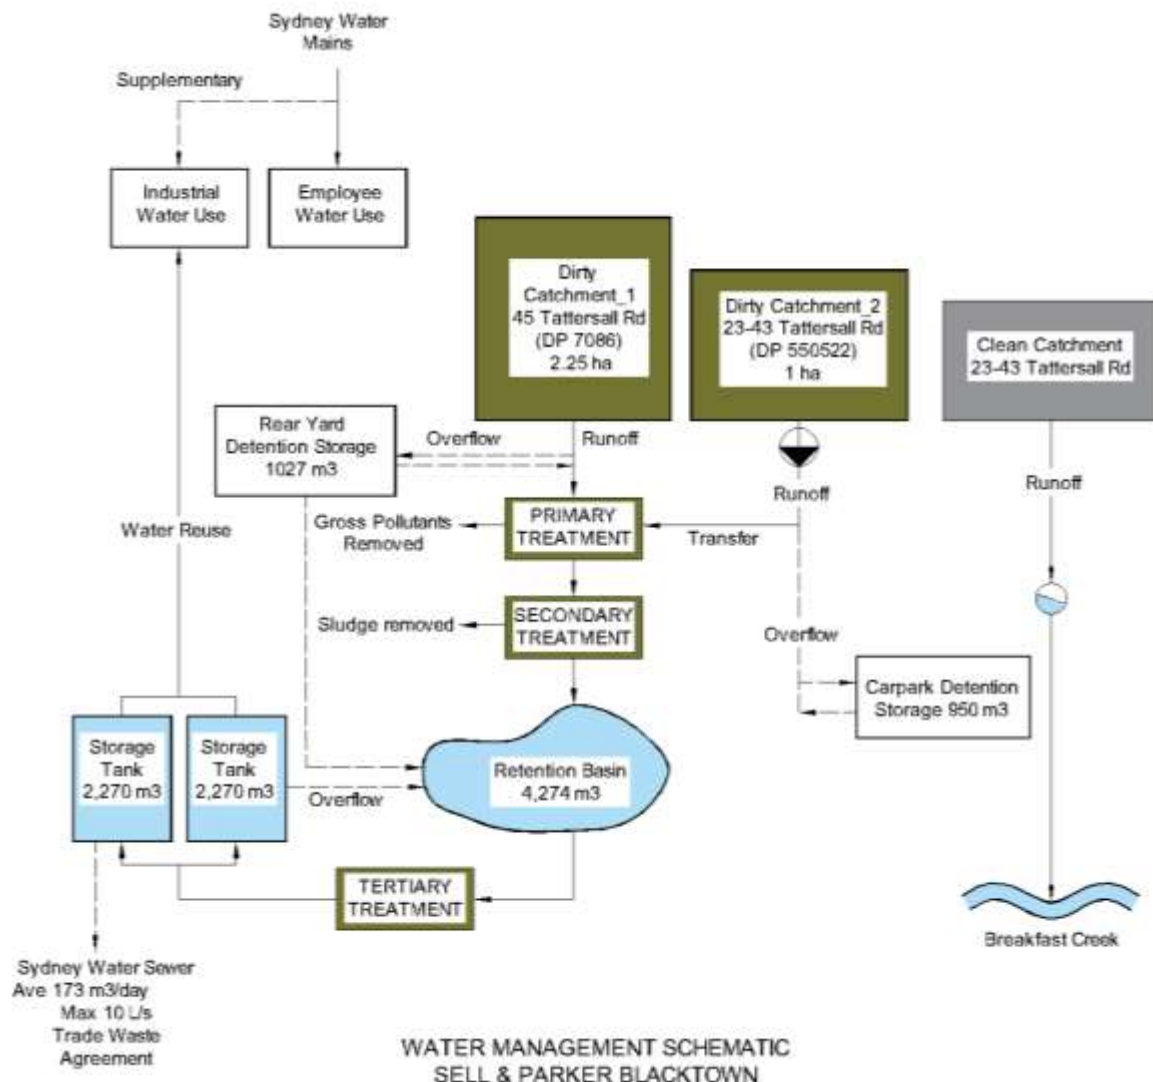 Sydney Water
Mains
Supplementary
Industrial
Water Use
Employee
Water Use
Dirty
Catchment_1
45 Tattersall Rd
(DP 7086)
2.25 ha
Dirty Catchment_2
23-43 Tattersall Rd
(DP 550522)
1 ha
Clean Catchment
23-43 Tattersall Rd
Rear Yard
Detention Storage
1027 m3
Overflow
Runoff
Runoff
Runoff
Water Reuse
Gross Pollutants
Removed
PRIMARY
TREATMENT
Transfer
Sludge removed
SECONDARY
TREATMENT
Overflow
Carpark Detention
Storage 950 m3
Storage
Tank
2,270 m3
Storage
Tank
2,270 m3
Overflow
Retention Basin
4,274 m3
TERTIARY
TREATMENT
Breakfast Creek
Sydney Water Sewer
Ave 173 m3/day
Max 10 L/s
Trade Waste
Agreement
WATER MANAGEMENT SCHEMATIC
SELL & PARKER BLACKTOWN